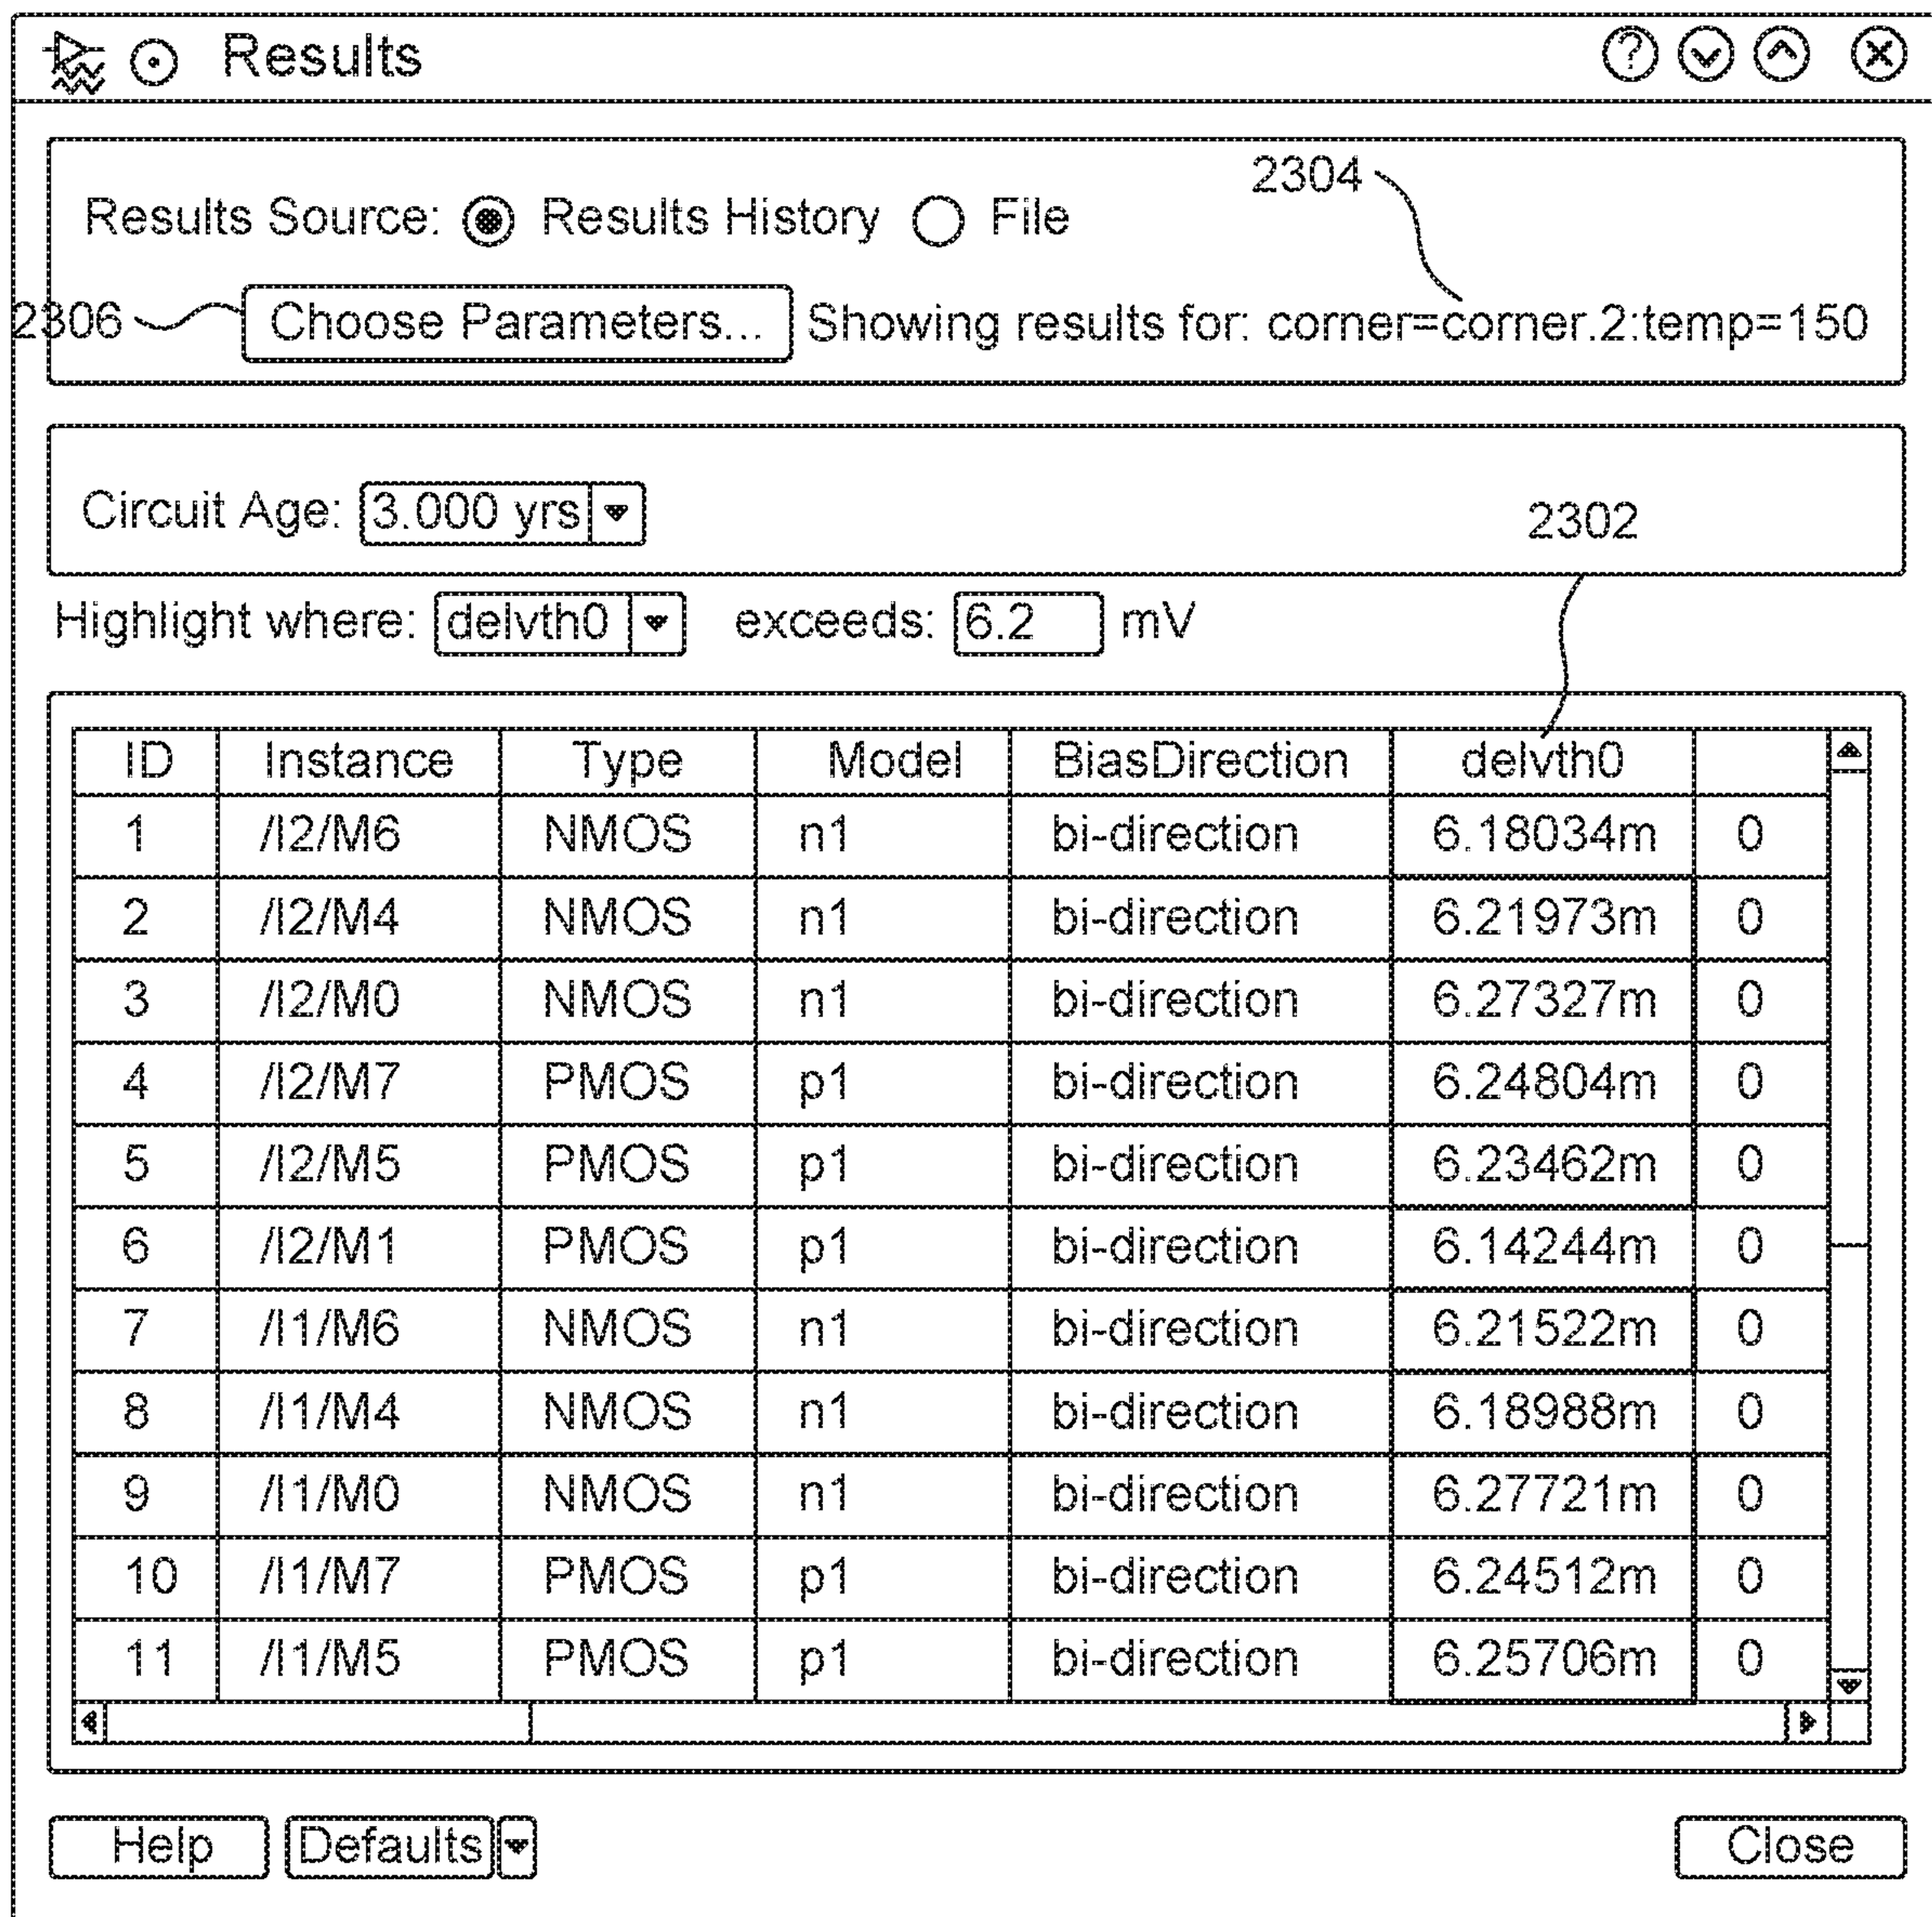 Results
2304
Results Source: Results History File
2306 Choose Parameters... Showing results for: corner=corner.2:temp=150
Circuit Age: 3.000 yrs
2302
Highlight where: delvth0 exceeds: 6.2 mV
ID Instance Type Model BiasDirection delvth0
1 /I2/M6 NMOS n1 bi-direction 6.18034m 0
2 /I2/M4 NMOS n1 bi-direction 6.21973m 0
3 /I2/M0 NMOS n1 bi-direction 6.27327m 0
4 /I2/M7 PMOS p1 bi-direction 6.24804m 0
5 /I2/M5 PMOS p1 bi-direction 6.23462m 0
6 /I2/M1 PMOS p1 bi-direction 6.14244m 0
7 /I1/M6 NMOS n1 bi-direction 6.21522m 0
8 /I1/M4 NMOS n1 bi-direction 6.18988m 0
9 /I1/M0 NMOS n1 bi-direction 6.27721m 0
10 /I1/M7 PMOS p1 bi-direction 6.24512m 0
11 /I1/M5 PMOS p1 bi-direction 6.25706m 0
Help Defaults Close